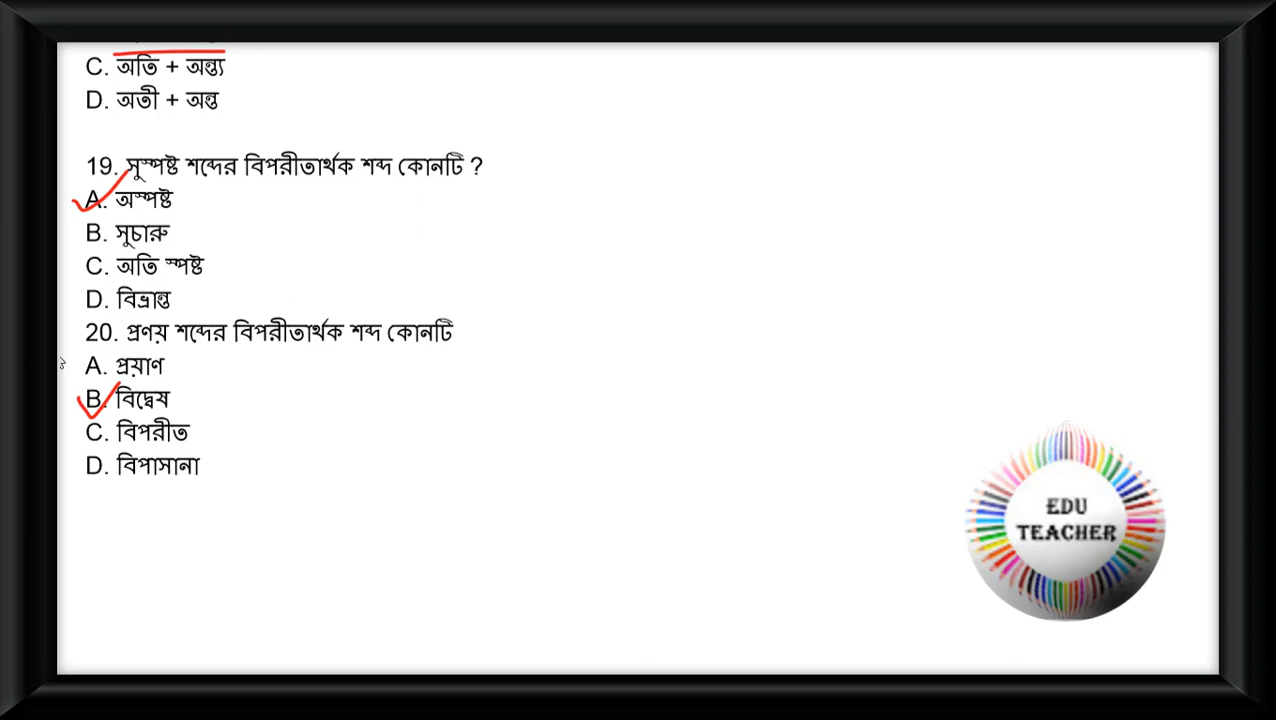 C. অতি + অন্ত্য
D. অতী + অন্ত
19. সুস্পষ্ট শব্দের বিপরীতার্থক শব্দ কোনটি ?
A. অস্পষ্ট
B. সুচারু
C. অতি স্পষ্ট
D. বিভ্রান্ত
20. প্রণয় শব্দের বিপরীতার্থক শব্দ কোনটি
A. প্রয়াণ
B. বিদ্বেষ
C. বিপরীত
D. বিপাসানা
EDU
TEACHER